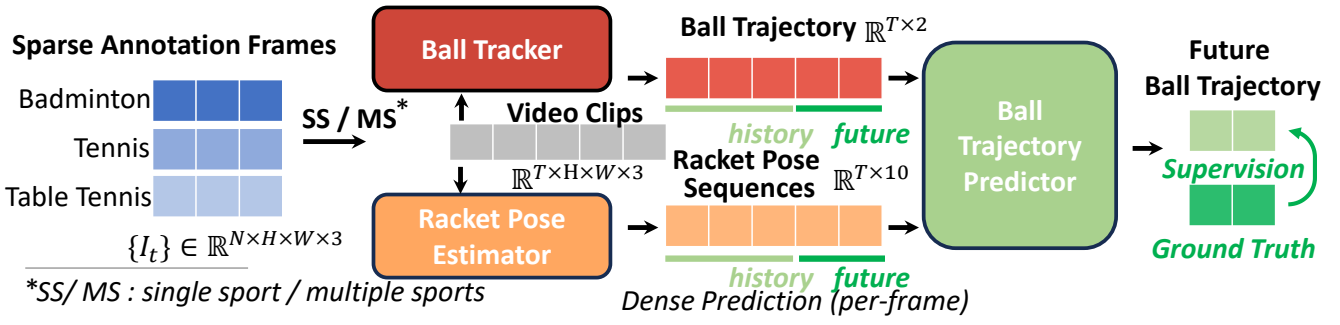 Sparse Annotation Frames
Badminton
Tennis
Table Tennis
{I_t} ∈ ℝ^{N×H×W×3}
*SS/ MS : single sport / multiple sports
SS / MS*
Ball Tracker
Video Clips
ℝ^{T×H×W×3}
Racket Pose
Estimator
Ball Trajectory ℝ^{T×2}
history future
Racket Pose
Sequences ℝ^{T×10}
history future
Dense Prediction (per-frame)
Ball
Trajectory
Predictor
Future
Ball Trajectory
Supervision
Ground Truth